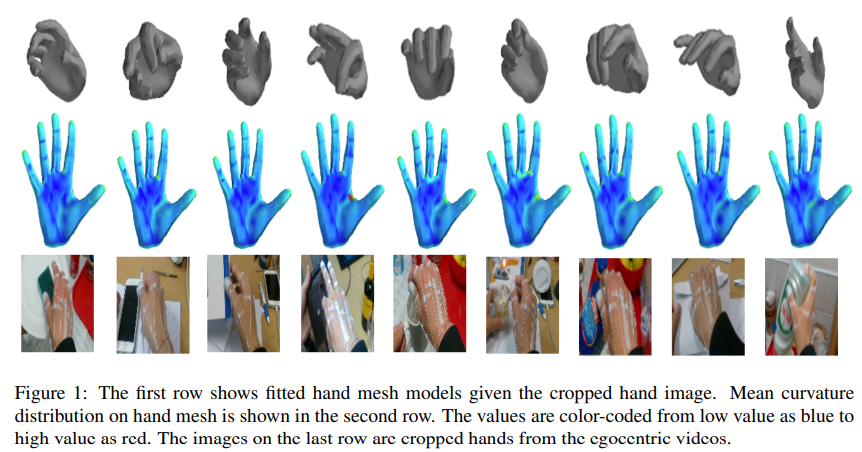 Figure 1: The first row shows fitted hand mesh models given the cropped hand image. Mean curvature
distribution on hand mesh is shown in the second row. The values are color-coded from low value as blue to
high value as red. The images on the last row are cropped hands from the egocentric videos.